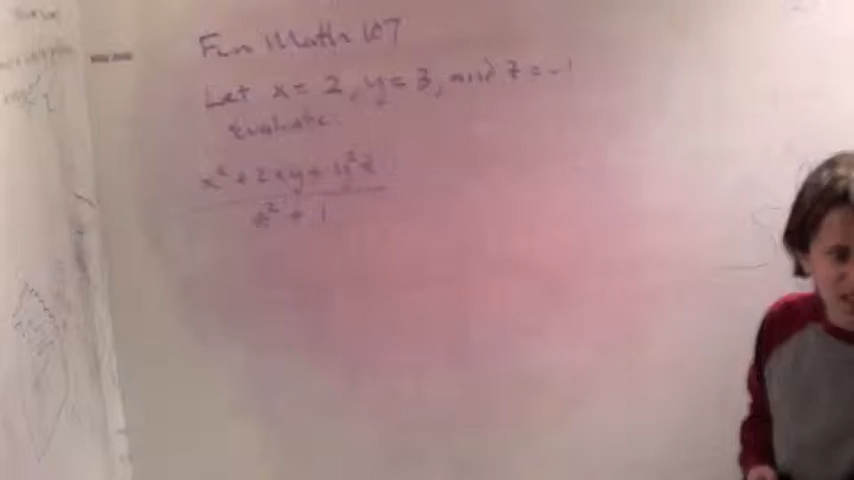 Fun Math 107
Let x = 2, y = 3, and z = -1
Evaluate:
x² + 2xy + y²z
z² + 1